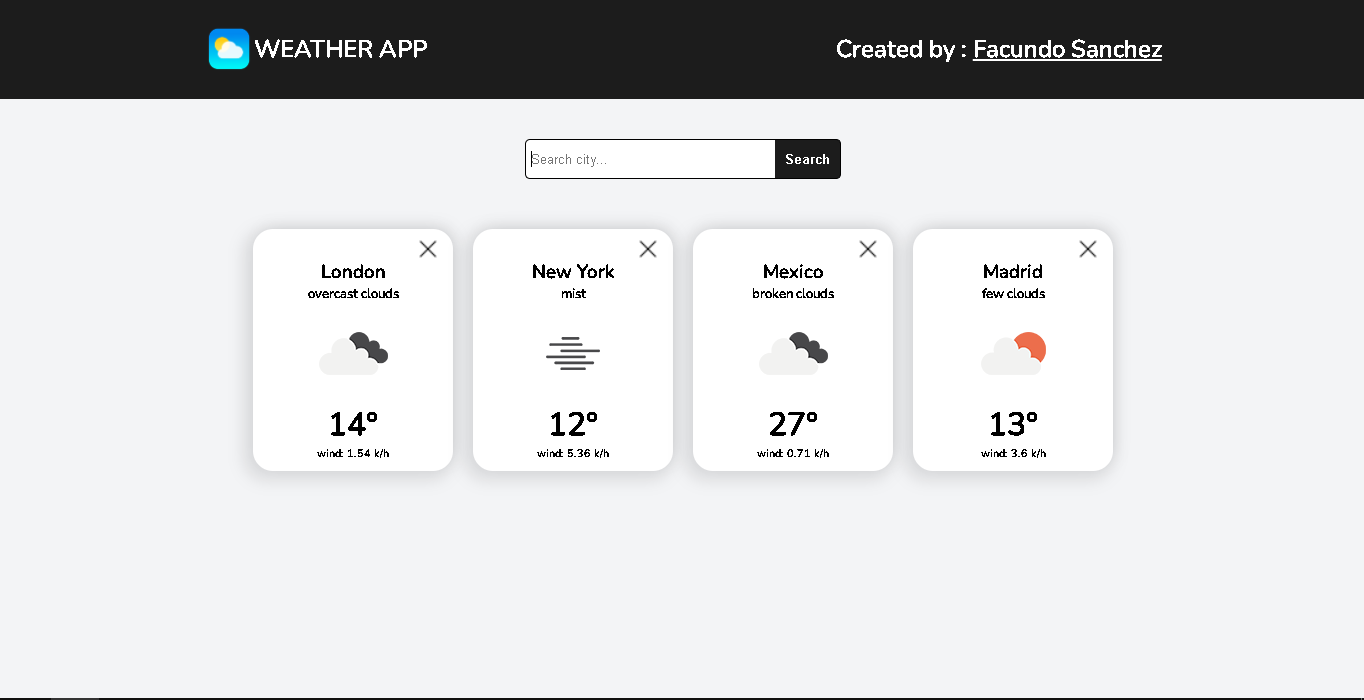 WEATHER APP
Created by : Facundo Sanchez
Search city...
Search
London
overcast clouds
14°
wind: 1.54 k/h
New York
mist
12°
wind: 5.36 k/h
Mexico
broken clouds
27°
wind: 0.71 k/h
Madrid
few clouds
13°
wind: 3.6 k/h